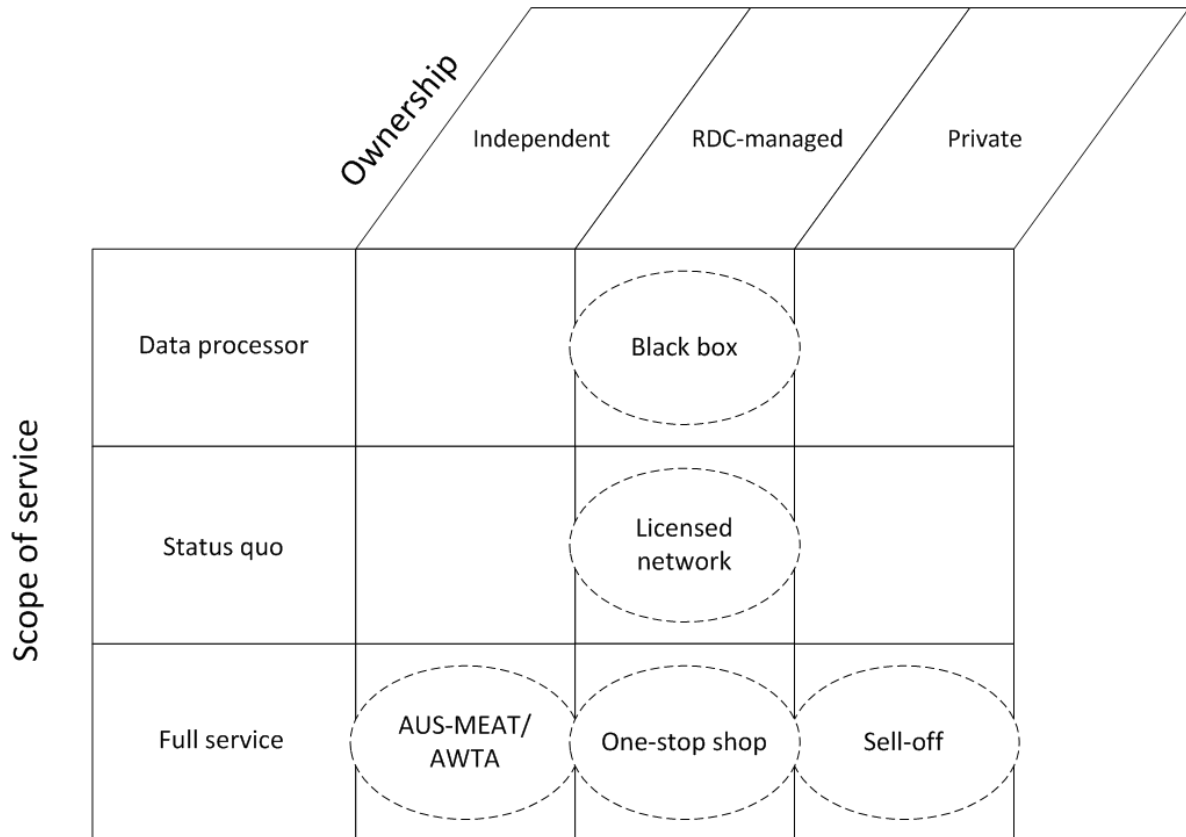 Ownership
Independent
RDC-managed
Private
Scope of service
Data processor
Black box
Status quo
Licensed
network
Full service
AUS-MEAT/
AWTA
One-stop shop
Sell-off